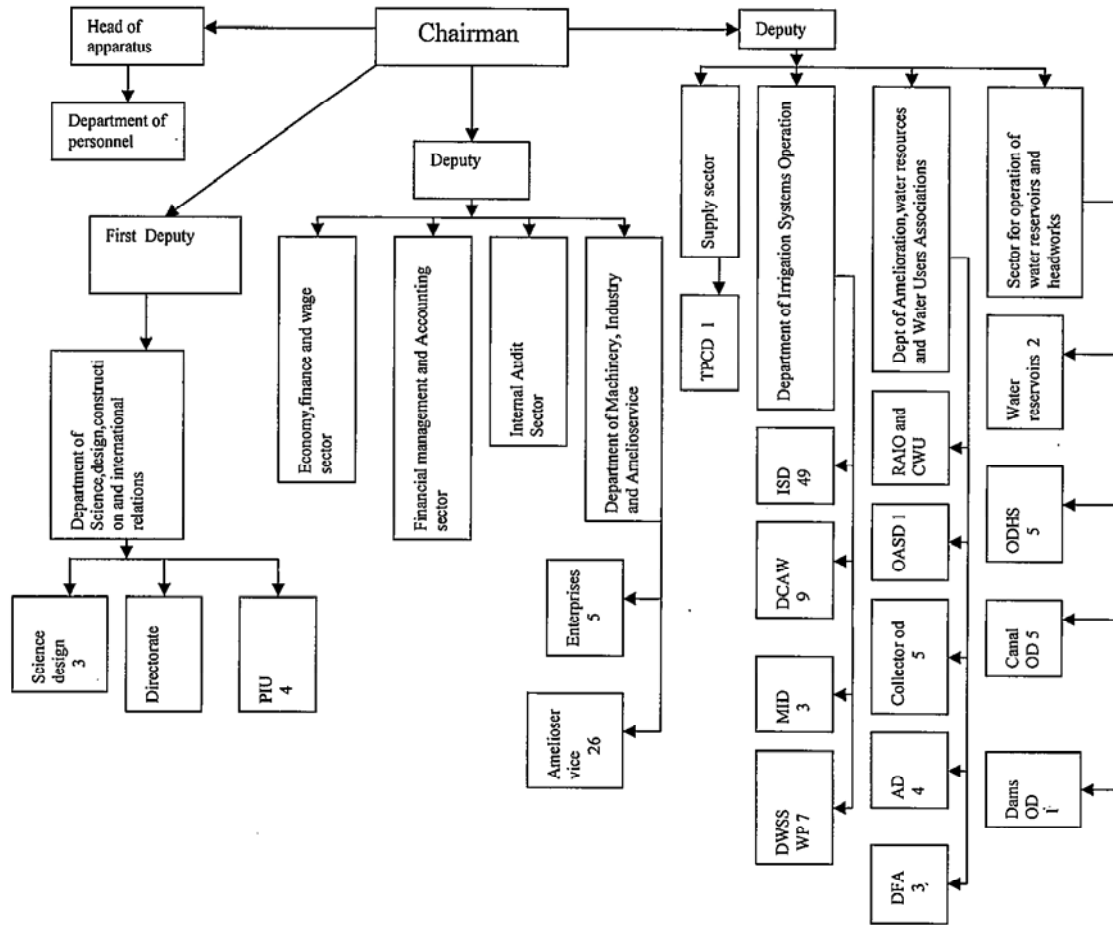 Head of
apparatus
Chairman
Deputy
Department of
personnel
Deputy
First Deputy
Supply sector
Department of Irrigation Systems Operation
Dept of Amelioration,water resources
and Water Users Associations
Sector for operation of
water reservoirs and
headworks
TPCD 1
Water
reservoirs 2
Department of
Science,design,constructi
on and international
relations
Economy,finance and wage
sector
Financial management and Accounting
sector
Internal Audit
Sector
Department of Machinery, Industry
and Amelioservice
ISD
49
RAIO and
CWU
OASD 1
ODHS
5
Science
design
3
Directorate
PIU
4
Enterprises
5
DCAW
9
Collector od
5
Canal
OD 5
Amelioser
vice
26
MID
3
AD
4
Dams
OD
DWSS
WP 7
DFA
3